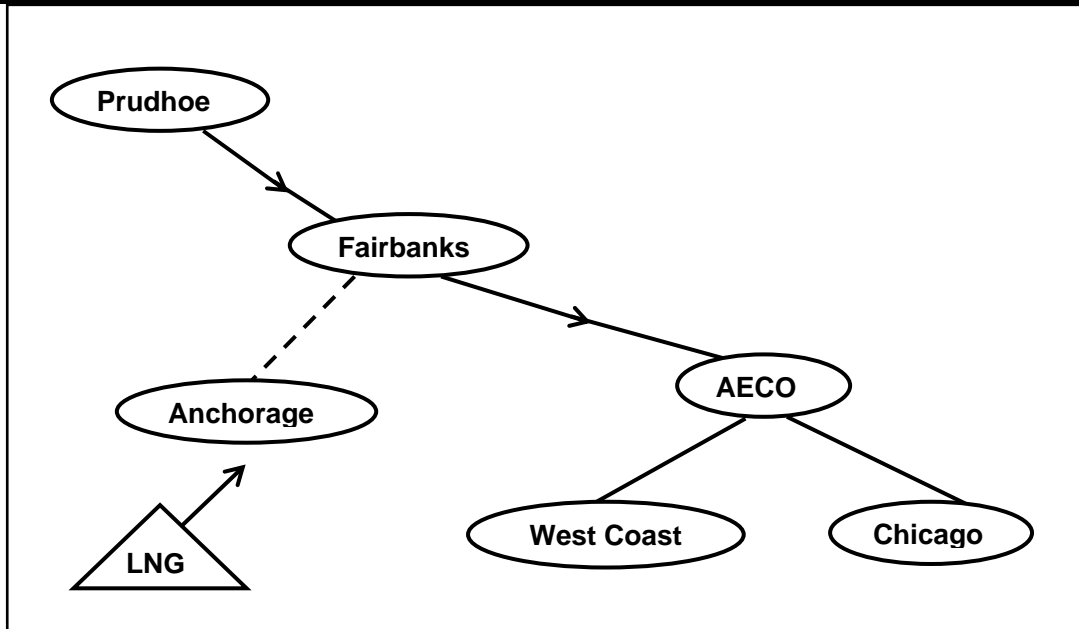 Prudhoe
Fairbanks
AECO
Anchorage
West Coast
Chicago
LNG